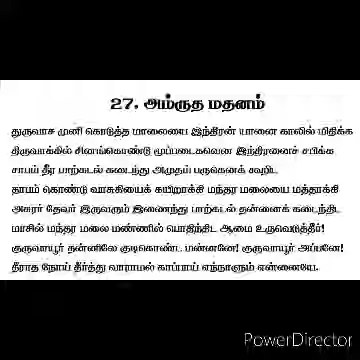 27. அம்ருத மதனம்
துருவாச முனி கொடுத்த மாலையை இந்திரன் யானை காலில் மிதிக்க
திருவாக்கில் சினங்கொண்டு மூப்படைகவென இந்திரனைச் சபிக்க
சாபம் தீர பாற்கடல் கடைந்து அமுதம் பருகெனக் கூறிட
தாபம் கொண்டு வாசுகியைக் கயிறாக்கி மந்தர மலையை மத்தாக்கி
அசுரர் தேவர் இருவரும் இணைந்து பாற்கடல் தன்னைக் கடைந்திட
மாசில் மந்தர மலை மண்ணில் பொதிந்திட ஆமை உருவெடுத்தீர்!
குருவாயூர் தன்னிலே குடிகொண்ட மன்னனே! குருவாயூர் அப்பனே!
தீராத நோய் தீர்த்து வாராமல் காப்பாய் எந்நாளும் என்னையே.
PowerDirector